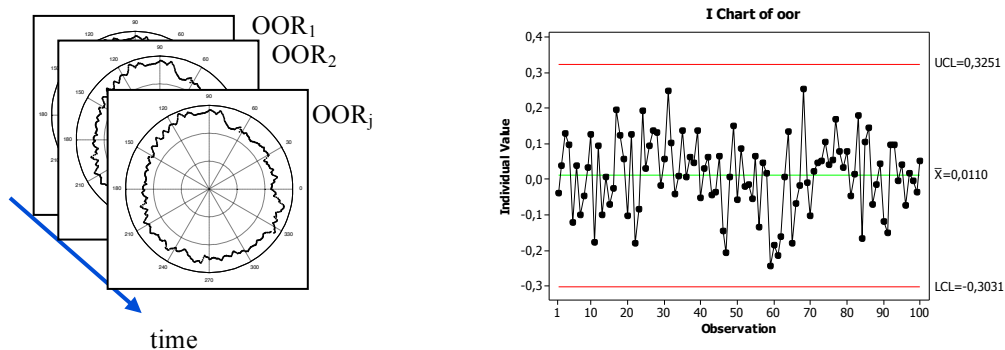 OOR1
OOR2
OORj
90
120
60
150
30
180
0
210
330
240
300
270
time
I Chart of oor
0,4
0,3
0,2
0,1
0,0
-0,1
-0,2
-0,3
Individual Value
1 10 20 30 40 50 60 70 80 90 100
Observation
UCL=0,3251
X̄=0,0110
LCL=-0,3031